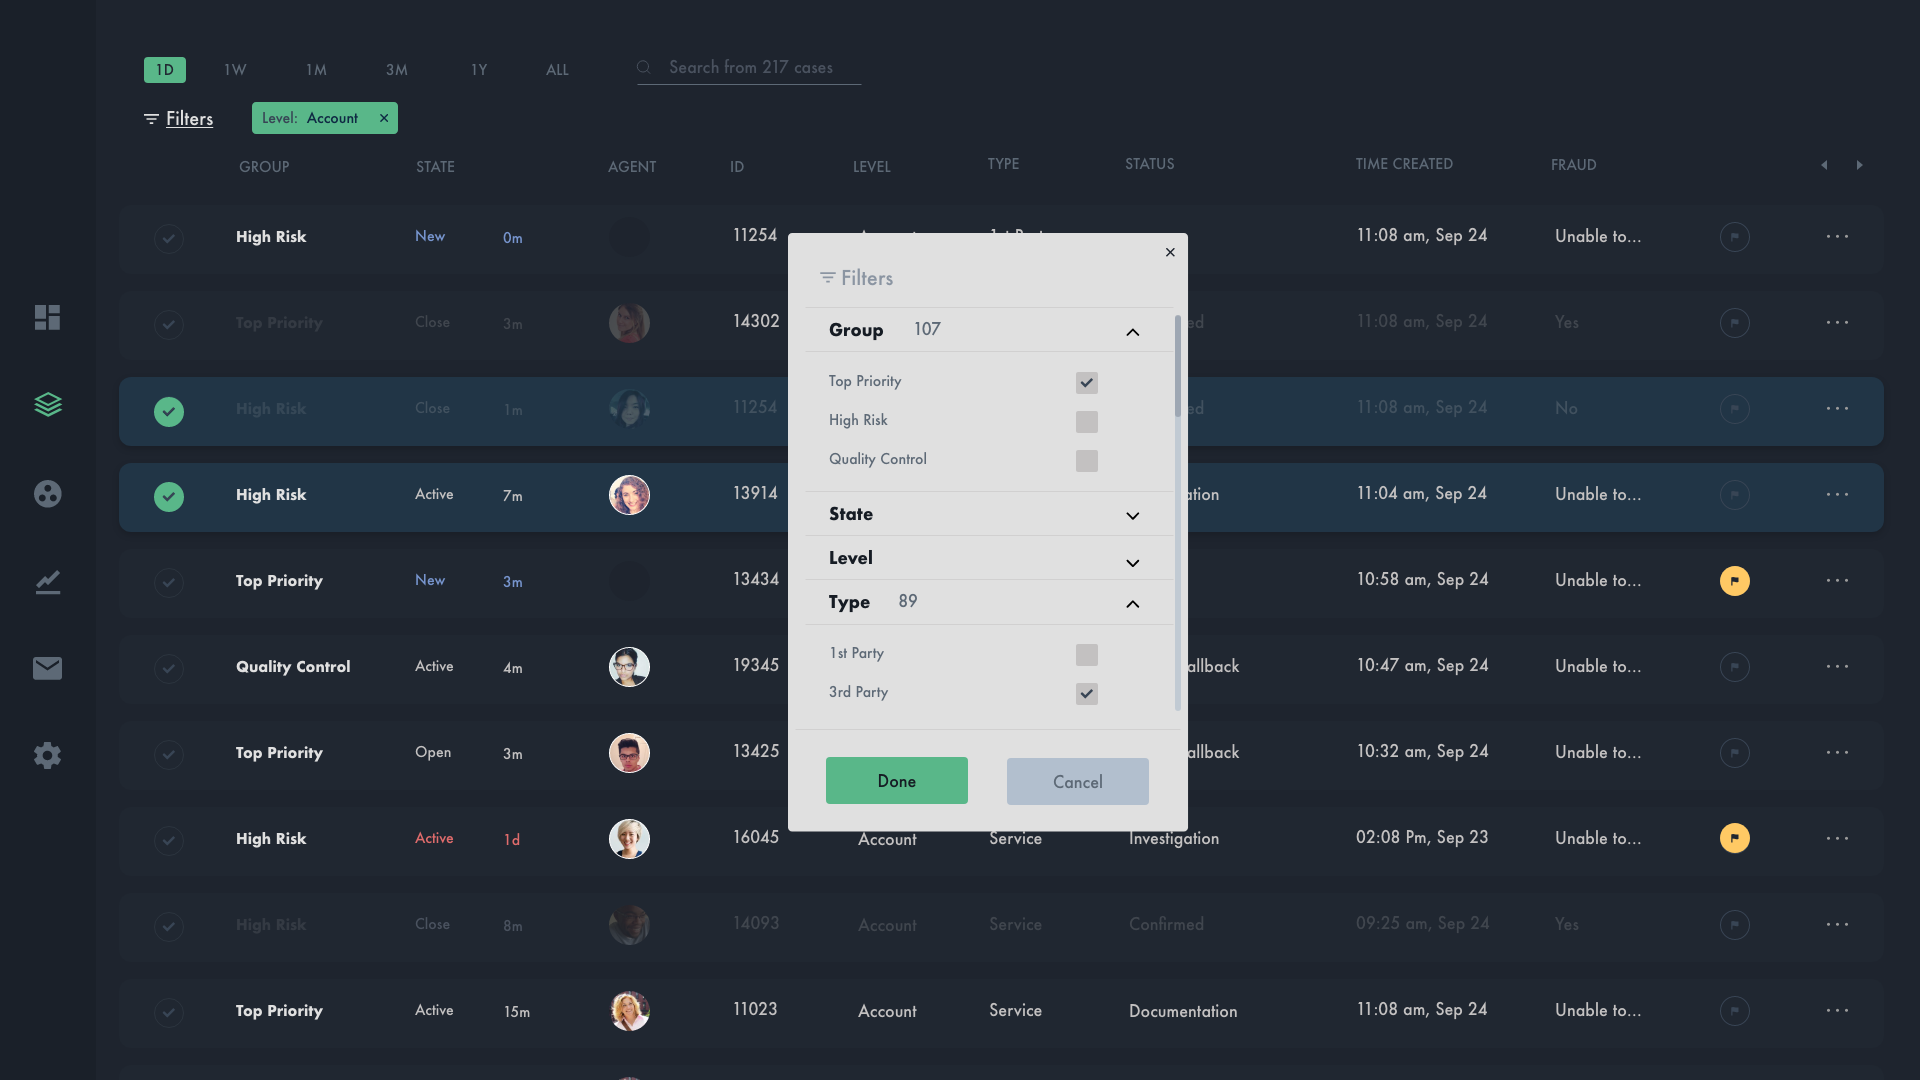 1D 1W 1M 3M 1Y ALL Search from 217 cases
Filters Level: Account ×
GROUP STATE AGENT ID LEVEL TYPE STATUS TIME CREATED FRAUD
High Risk New 0m 11254 11:08 am, Sep 24 Unable to...
Top Priority Close 3m 14302 11:08 am, Sep 24 Yes
High Risk Close 1m 11254 11:08 am, Sep 24 No
High Risk Active 7m 13914 11:04 am, Sep 24 Unable to...
Top Priority New 3m 13434 10:58 am, Sep 24 Unable to...
Quality Control Active 4m 19345 allback 10:47 am, Sep 24 Unable to...
Top Priority Open 3m 13425 allback 10:32 am, Sep 24 Unable to...
High Risk Active 1d 16045 Account Service Investigation 02:08 Pm, Sep 23 Unable to...
High Risk Close 8m 14093 Account Service Confirmed 09:25 am, Sep 24 Yes
Top Priority Active 15m 11023 Account Service Documentation 11:08 am, Sep 24 Unable to...
×
Filters
Group 107
Top Priority
High Risk
Quality Control
State
Level
Type 89
1st Party
3rd Party
Done Cancel